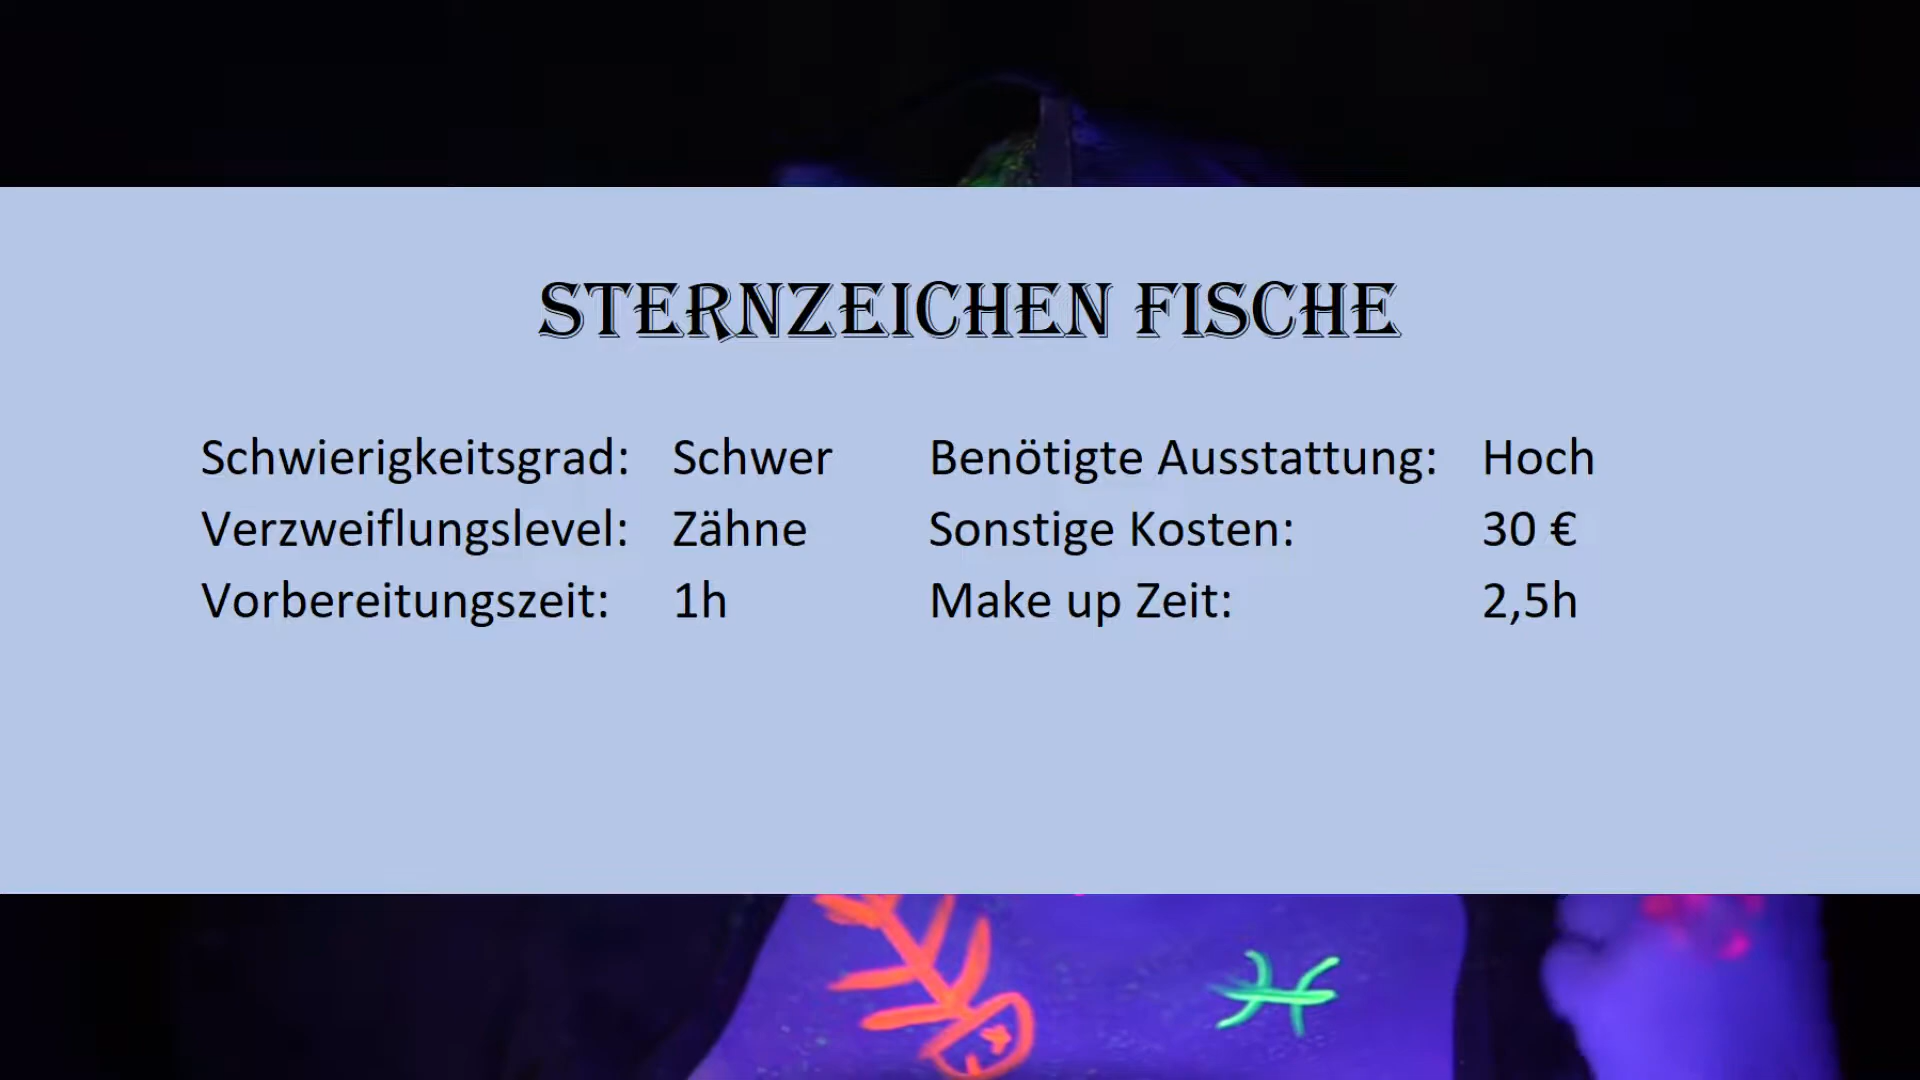 STERNZEICHEN FISCHE
Schwierigkeitsgrad: Schwer Benötigte Ausstattung: Hoch
Verzweiflungslevel: Zähne Sonstige Kosten: 30 €
Vorbereitungszeit: 1h Make up Zeit: 2,5h